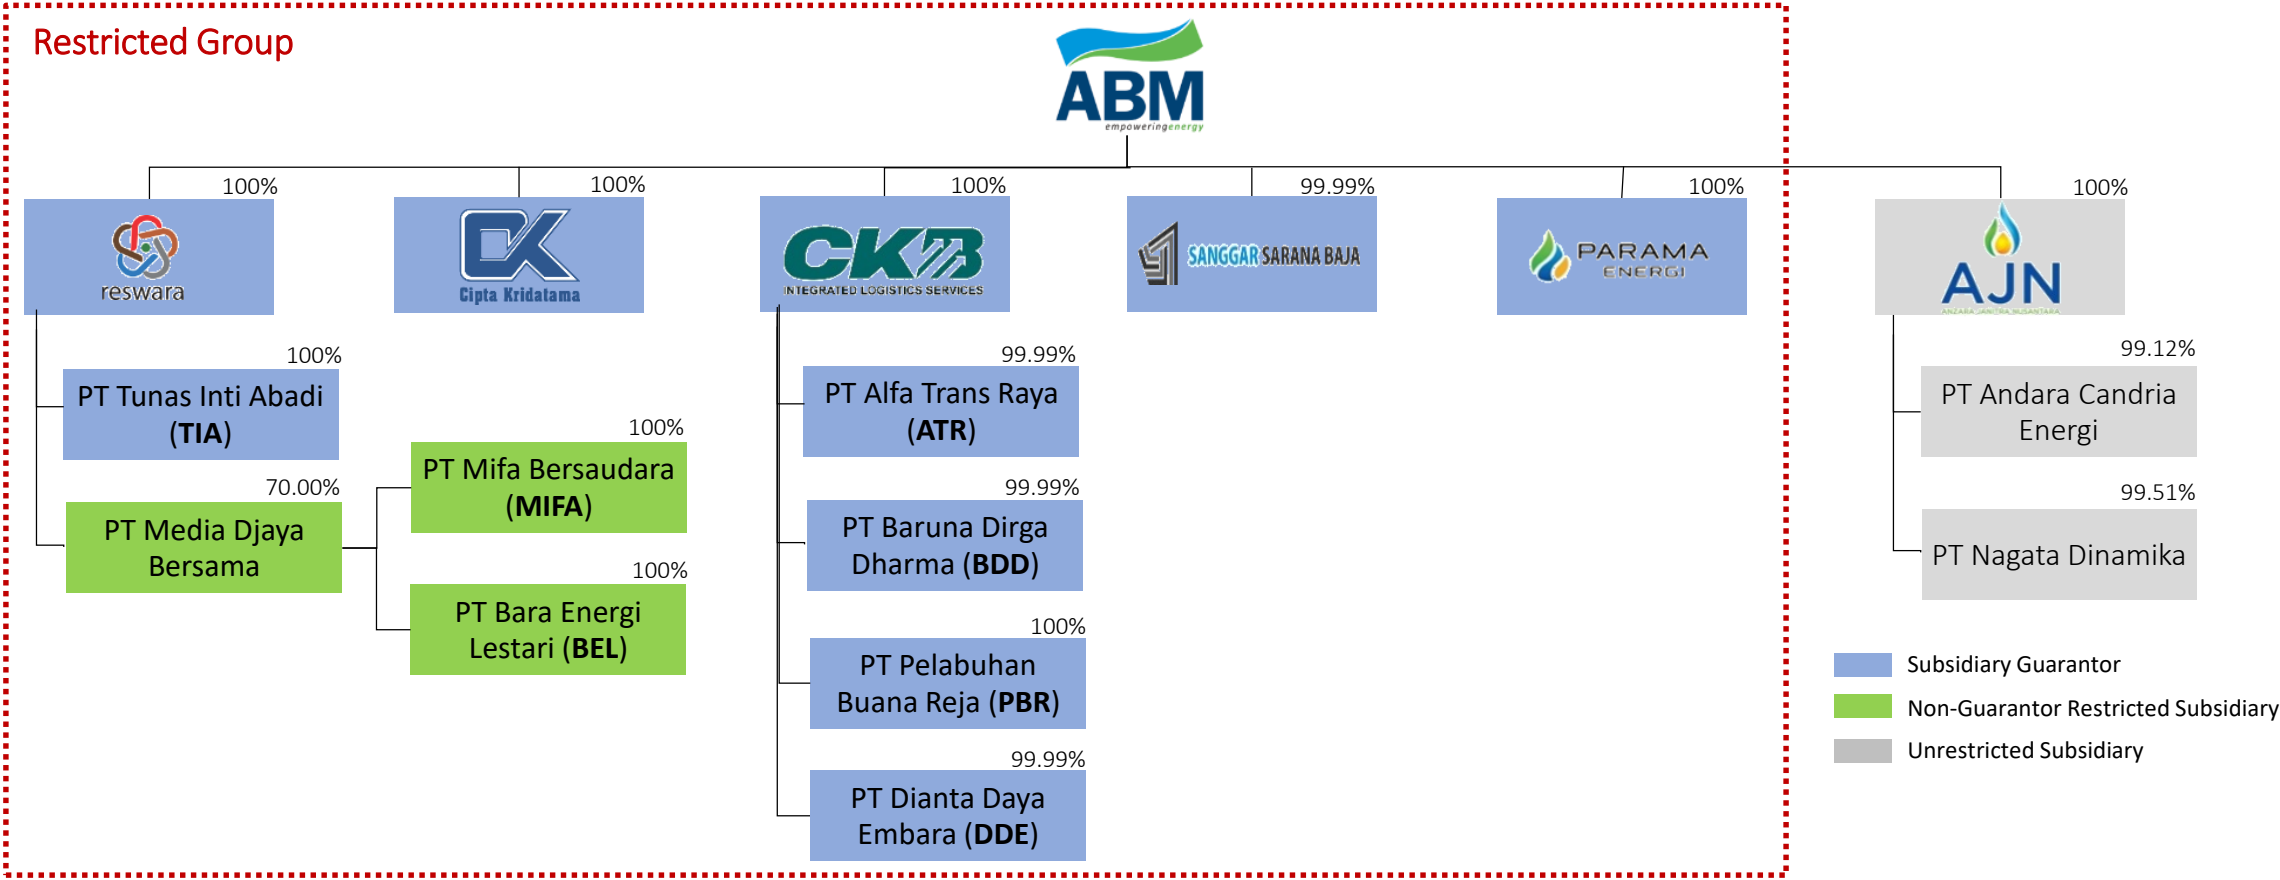 Restricted Group
ABM
empoweringenergy
100%
100%
100%
99.99%
100%
100%
reswara
CK
Cipta Kridatama
CKB
INTEGRATED LOGISTICS SERVICES
SANGGAR SARANA BAJA
PARAMA
ENERGI
AJN
ANZARA JANITRA NUSANTARA
100%
PT Tunas Inti Abadi
(TIA)
70.00%
PT Media Djaya
Bersama
100%
PT Mifa Bersaudara
(MIFA)
100%
PT Bara Energi
Lestari (BEL)
99.99%
PT Alfa Trans Raya
(ATR)
99.99%
PT Baruna Dirga
Dharma (BDD)
100%
PT Pelabuhan
Buana Reja (PBR)
99.99%
PT Dianta Daya
Embara (DDE)
99.12%
PT Andara Candria
Energi
99.51%
PT Nagata Dinamika
Subsidiary Guarantor
Non-Guarantor Restricted Subsidiary
Unrestricted Subsidiary